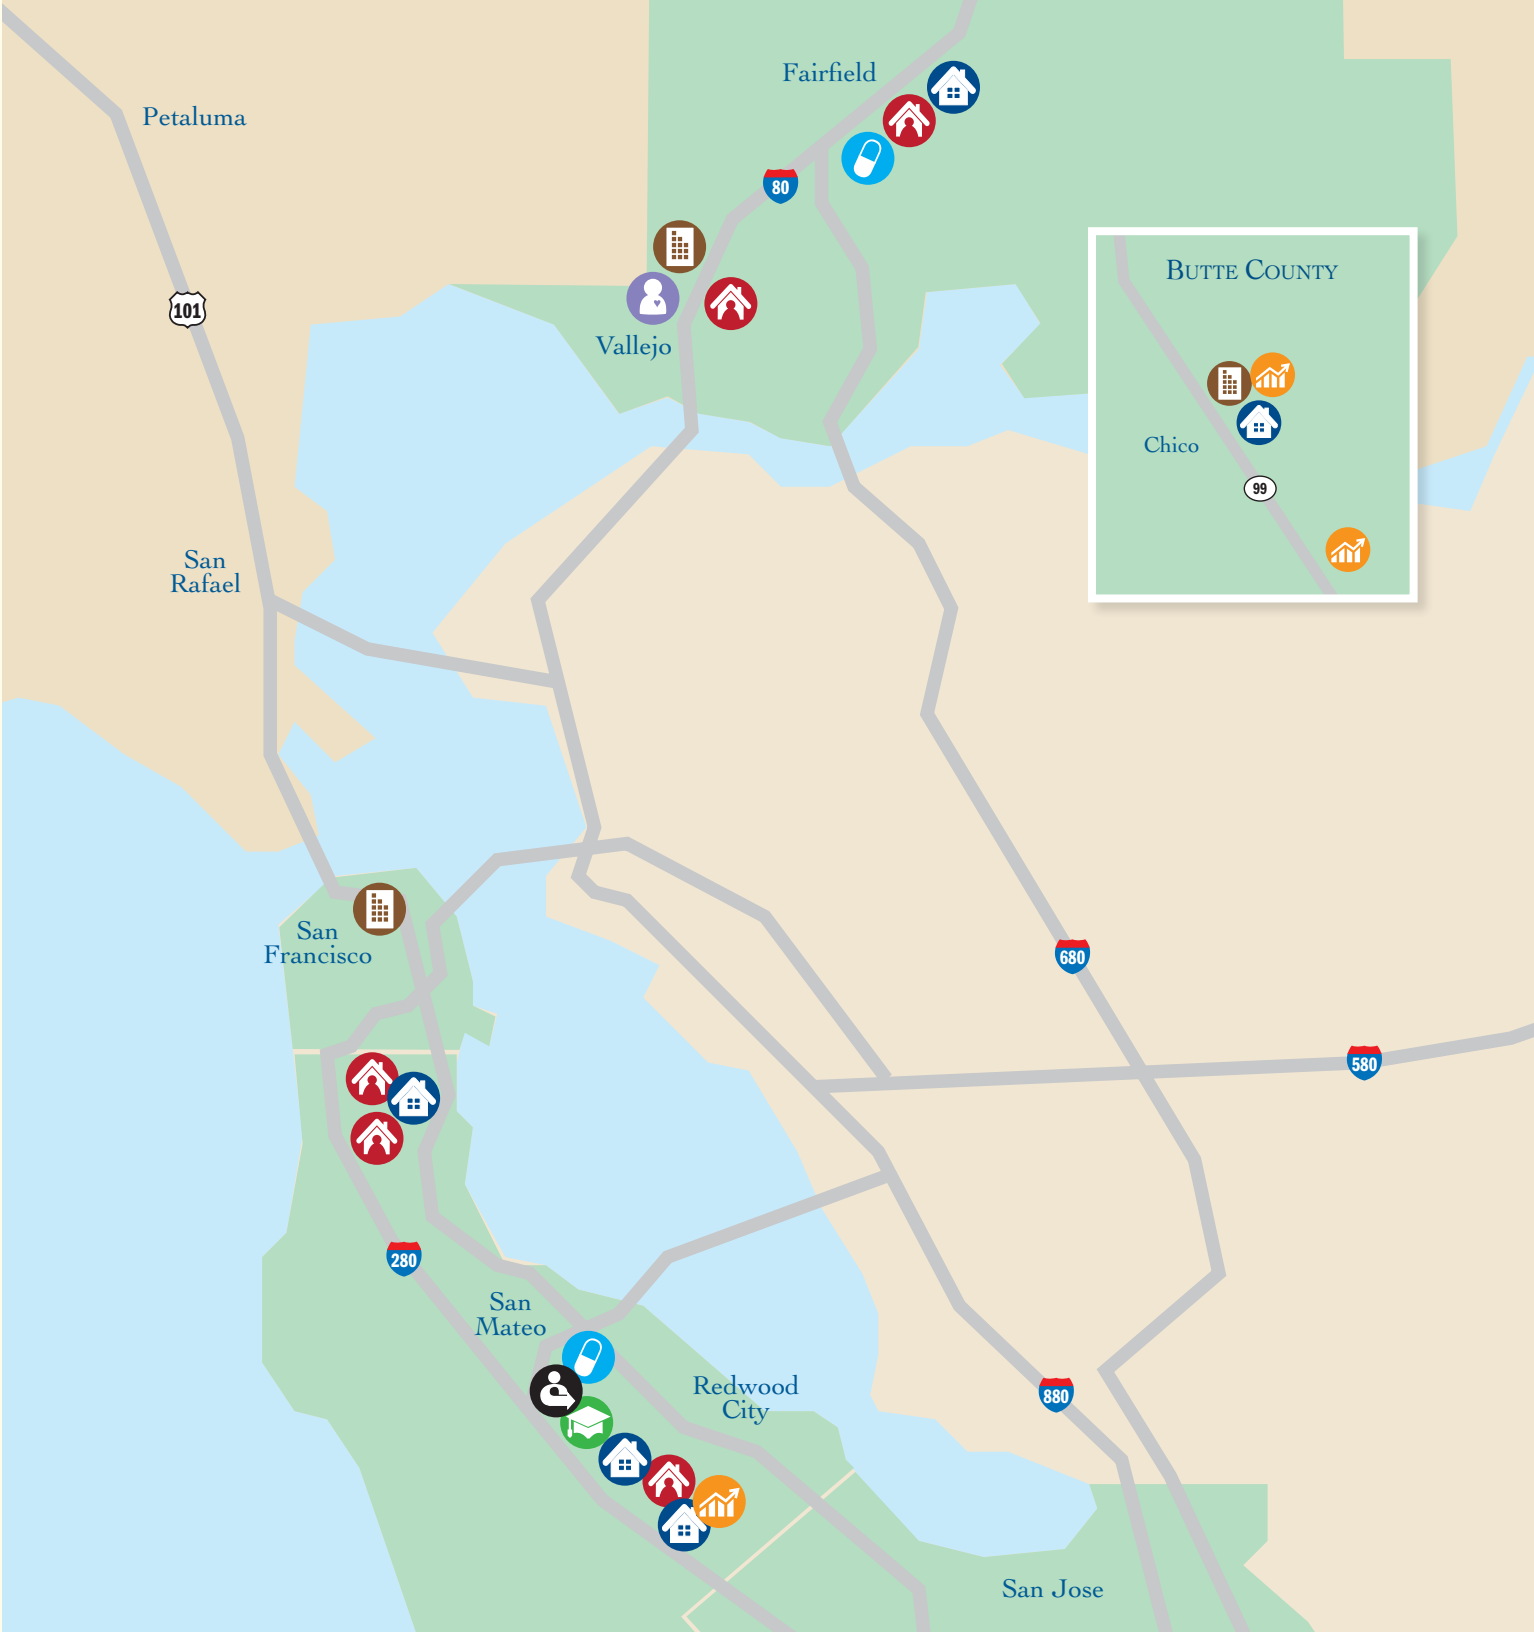 Fairfield
Petaluma
80
BUTTE COUNTY
101
Vallejo
Chico
99
San
Rafael
San
Francisco
680
580
280
San
Mateo
Redwood
City
880
San Jose